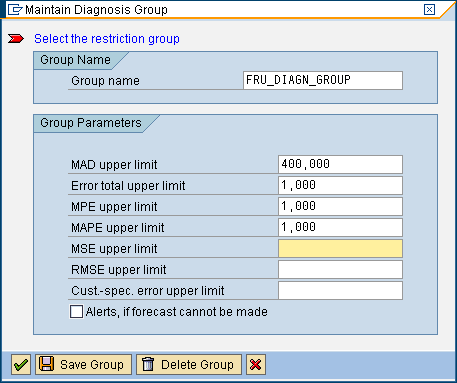 Maintain Diagnosis Group
Select the restriction group
Group Name
Group name FRU_DIAGN_GROUP
Group Parameters
MAD upper limit 400,000
Error total upper limit 1,000
MPE upper limit 1,000
MAPE upper limit 1,000
MSE upper limit
RMSE upper limit
Cust.-spec. error upper limit
Alerts, if forecast cannot be made
Save Group Delete Group